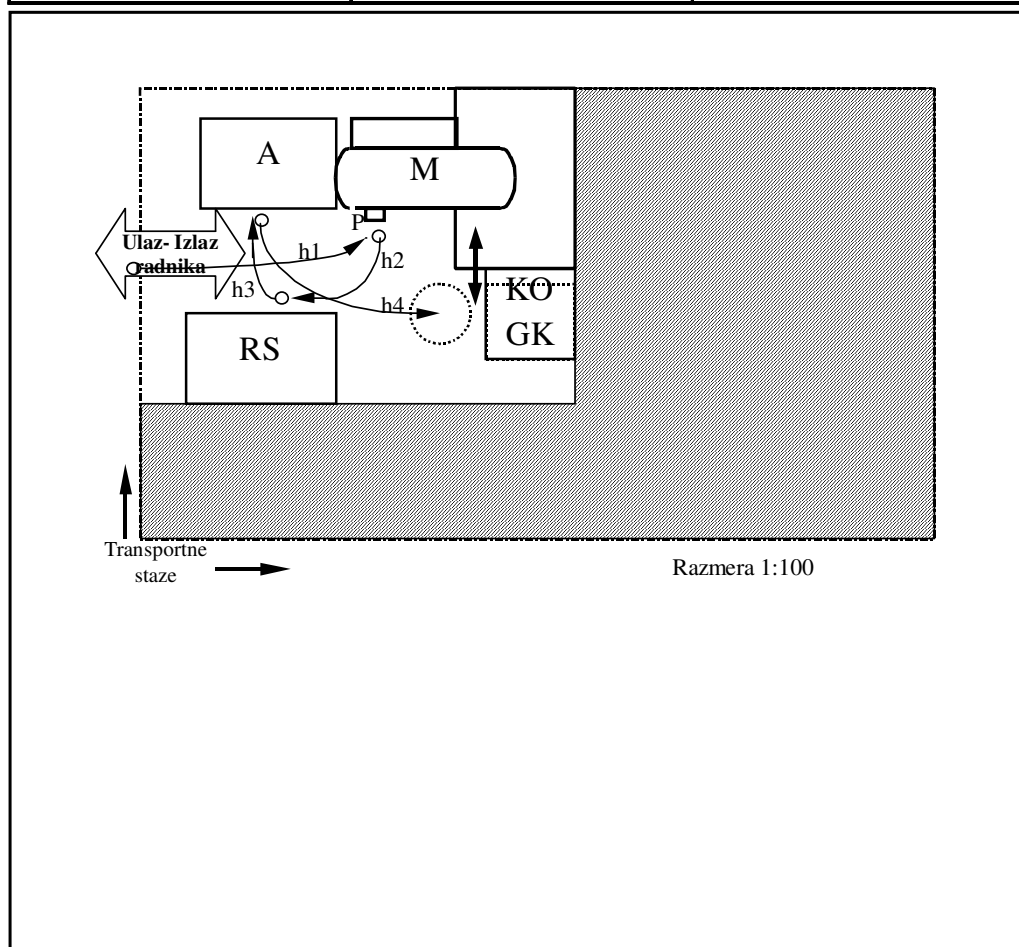 A
M
P
Ulaz- Izlaz
radnika
h1
h2
h3
h4
KO
GK
RS
Transportne
staze
Razmera 1:100